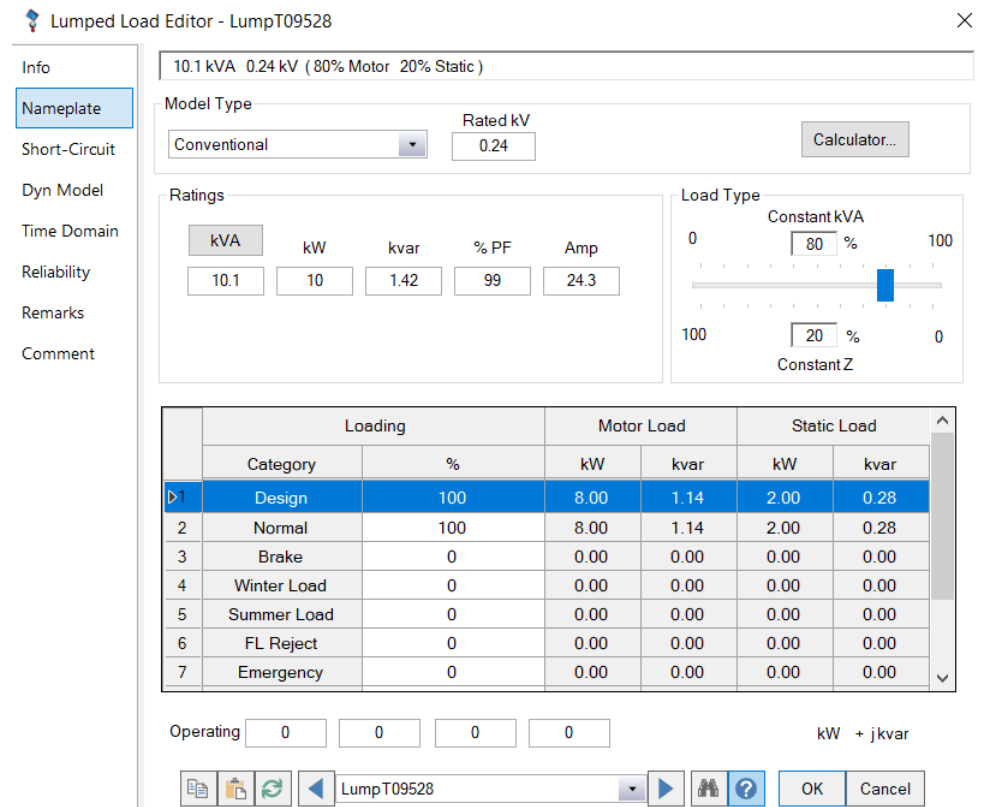 Lumped Load Editor - LumpT09528
Info
Nameplate
Short-Circuit
Dyn Model
Time Domain
Reliability
Remarks
Comment
10.1 kVA 0.24 kV ( 80% Motor 20% Static )
Model Type
Conventional
Rated kV
0.24
Calculator...
Ratings
kVA kW kvar % PF Amp
10.1 10 1.42 99 24.3
Load Type
Constant kVA
0 80 % 100
100 20 % 0
Constant Z
Loading Motor Load Static Load
Category % kW kvar kW kvar
1 Design 100 8.00 1.14 2.00 0.28
2 Normal 100 8.00 1.14 2.00 0.28
3 Brake 0 0.00 0.00 0.00 0.00
4 Winter Load 0 0.00 0.00 0.00 0.00
5 Summer Load 0 0.00 0.00 0.00 0.00
6 FL Reject 0 0.00 0.00 0.00 0.00
7 Emergency 0 0.00 0.00 0.00 0.00
Operating 0 0 0 0 kW + jkvar
LumpT09528 ? OK Cancel